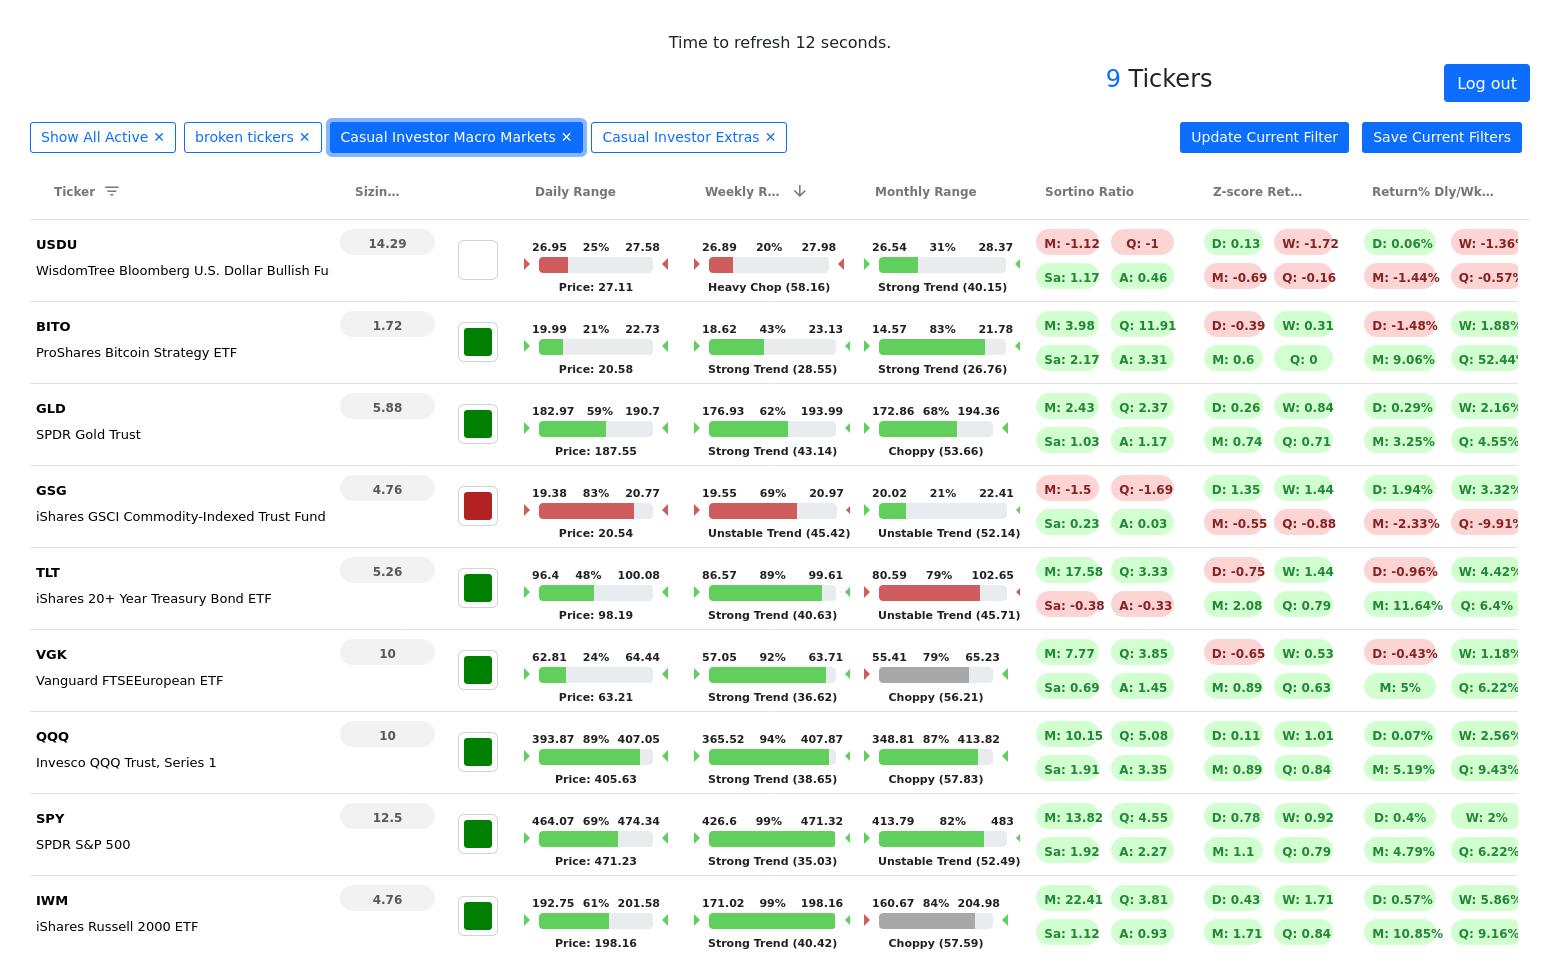 Time to refresh 12 seconds.
9 Tickers
Log out
Show All Active ✕ broken tickers ✕ Casual Investor Macro Markets ✕ Casual Investor Extras ✕ Update Current Filter Save Current Filters
Ticker Sizin... Daily Range Weekly R... Monthly Range Sortino Ratio Z-score Ret... Return% Dly/Wk...
USDU 14.29 26.95 25% 27.58 26.89 20% 27.98 26.54 31% 28.37 M: -1.12 Q: -1 D: 0.13 W: -1.72 D: 0.06% W: -1.36%
WisdomTree Bloomberg U.S. Dollar Bullish Fu Sa: 1.17 A: 0.46 M: -0.69 Q: -0.16 M: -1.44% Q: -0.57%
Price: 27.11 Heavy Chop (58.16) Strong Trend (40.15)
BITO 1.72 19.99 21% 22.73 18.62 43% 23.13 14.57 83% 21.78 M: 3.98 Q: 11.91 D: -0.39 W: 0.31 D: -1.48% W: 1.88%
ProShares Bitcoin Strategy ETF Sa: 2.17 A: 3.31 M: 0.6 Q: 0 M: 9.06% Q: 52.44%
Price: 20.58 Strong Trend (28.55) Strong Trend (26.76)
GLD 5.88 182.97 59% 190.7 176.93 62% 193.99 172.86 68% 194.36 M: 2.43 Q: 2.37 D: 0.26 W: 0.84 D: 0.29% W: 2.16%
SPDR Gold Trust Sa: 1.03 A: 1.17 M: 0.74 Q: 0.71 M: 3.25% Q: 4.55%
Price: 187.55 Strong Trend (43.14) Choppy (53.66)
GSG 4.76 19.38 83% 20.77 19.55 69% 20.97 20.02 21% 22.41 M: -1.5 Q: -1.69 D: 1.35 W: 1.44 D: 1.94% W: 3.32%
iShares GSCI Commodity-Indexed Trust Fund Sa: 0.23 A: 0.03 M: -0.55 Q: -0.88 M: -2.33% Q: -9.91%
Price: 20.54 Unstable Trend (45.42) Unstable Trend (52.14)
TLT 5.26 96.4 48% 100.08 86.57 89% 99.61 80.59 79% 102.65 M: 17.58 Q: 3.33 D: -0.75 W: 1.44 D: -0.96% W: 4.42%
iShares 20+ Year Treasury Bond ETF Sa: -0.38 A: -0.33 M: 2.08 Q: 0.79 M: 11.64% Q: 6.4%
Price: 98.19 Strong Trend (40.63) Unstable Trend (45.71)
VGK 10 62.81 24% 64.44 57.05 92% 63.71 55.41 79% 65.23 M: 7.77 Q: 3.85 D: -0.65 W: 0.53 D: -0.43% W: 1.18%
Vanguard FTSEEuropean ETF Sa: 0.69 A: 1.45 M: 0.89 Q: 0.63 M: 5% Q: 6.22%
Price: 63.21 Strong Trend (36.62) Choppy (56.21)
QQQ 10 393.87 89% 407.05 365.52 94% 407.87 348.81 87% 413.82 M: 10.15 Q: 5.08 D: 0.11 W: 1.01 D: 0.07% W: 2.56%
Invesco QQQ Trust, Series 1 Sa: 1.91 A: 3.35 M: 0.89 Q: 0.84 M: 5.19% Q: 9.43%
Price: 405.63 Strong Trend (38.65) Choppy (57.83)
SPY 12.5 464.07 69% 474.34 426.6 99% 471.32 413.79 82% 483 M: 13.82 Q: 4.55 D: 0.78 W: 0.92 D: 0.4% W: 2%
SPDR S&P 500 Sa: 1.92 A: 2.27 M: 1.1 Q: 0.79 M: 4.79% Q: 6.22%
Price: 471.23 Strong Trend (35.03) Unstable Trend (52.49)
IWM 4.76 192.75 61% 201.58 171.02 99% 198.16 160.67 84% 204.98 M: 22.41 Q: 3.81 D: 0.43 W: 1.71 D: 0.57% W: 5.86%
iShares Russell 2000 ETF Sa: 1.12 A: 0.93 M: 1.71 Q: 0.84 M: 10.85% Q: 9.16%
Price: 198.16 Strong Trend (40.42) Choppy (57.59)